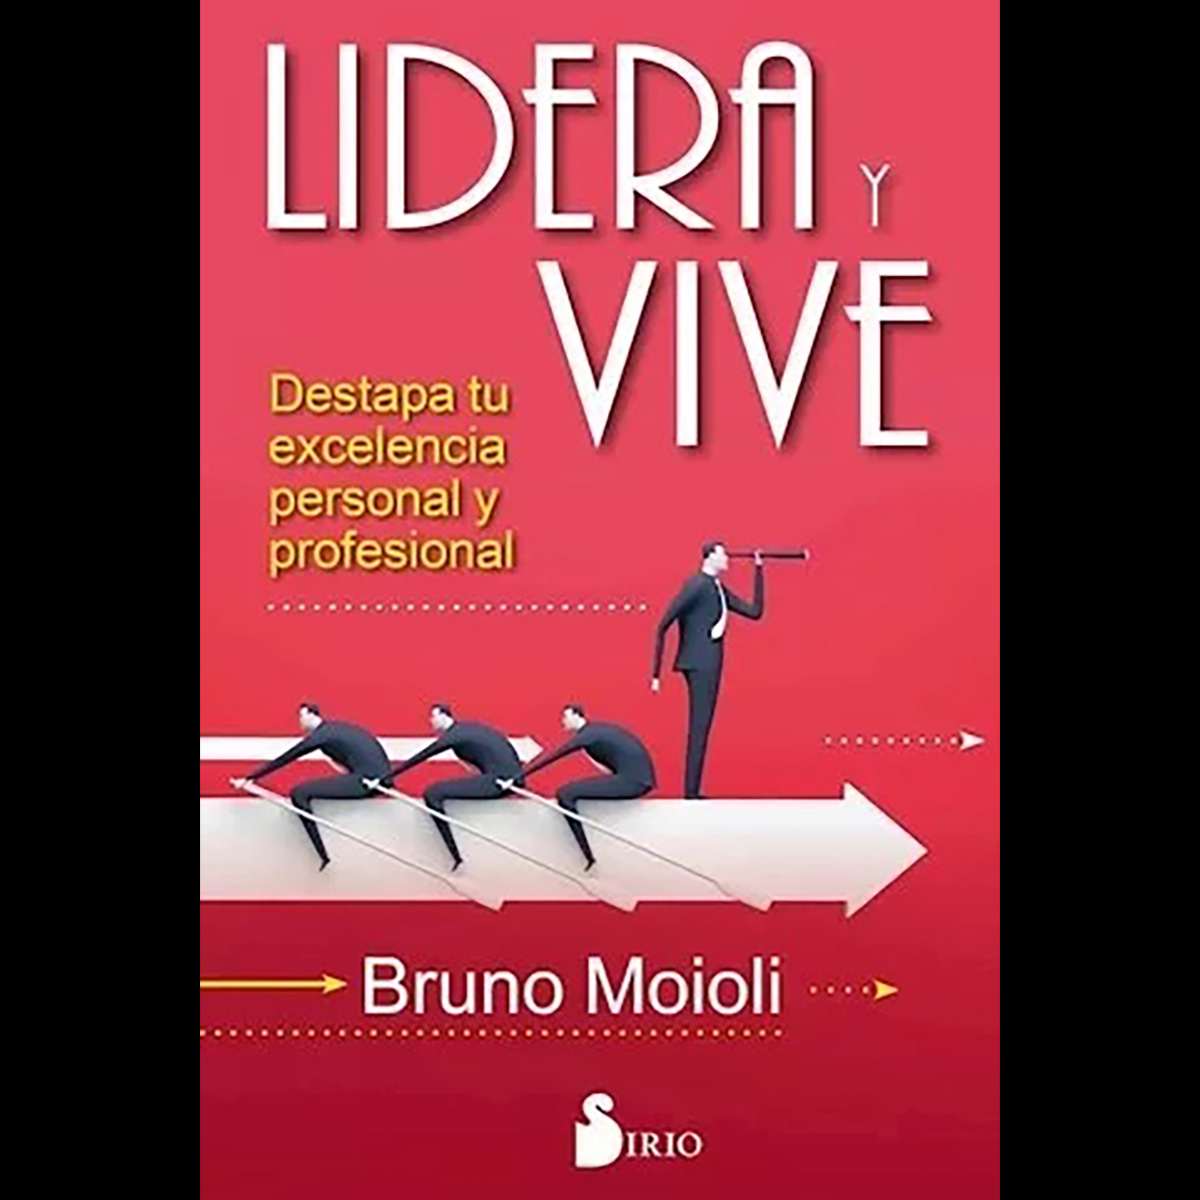 LIDERA Y
VIVE
Destapa tu
excelencia
personal y
profesional
Bruno Moioli
SIRIO